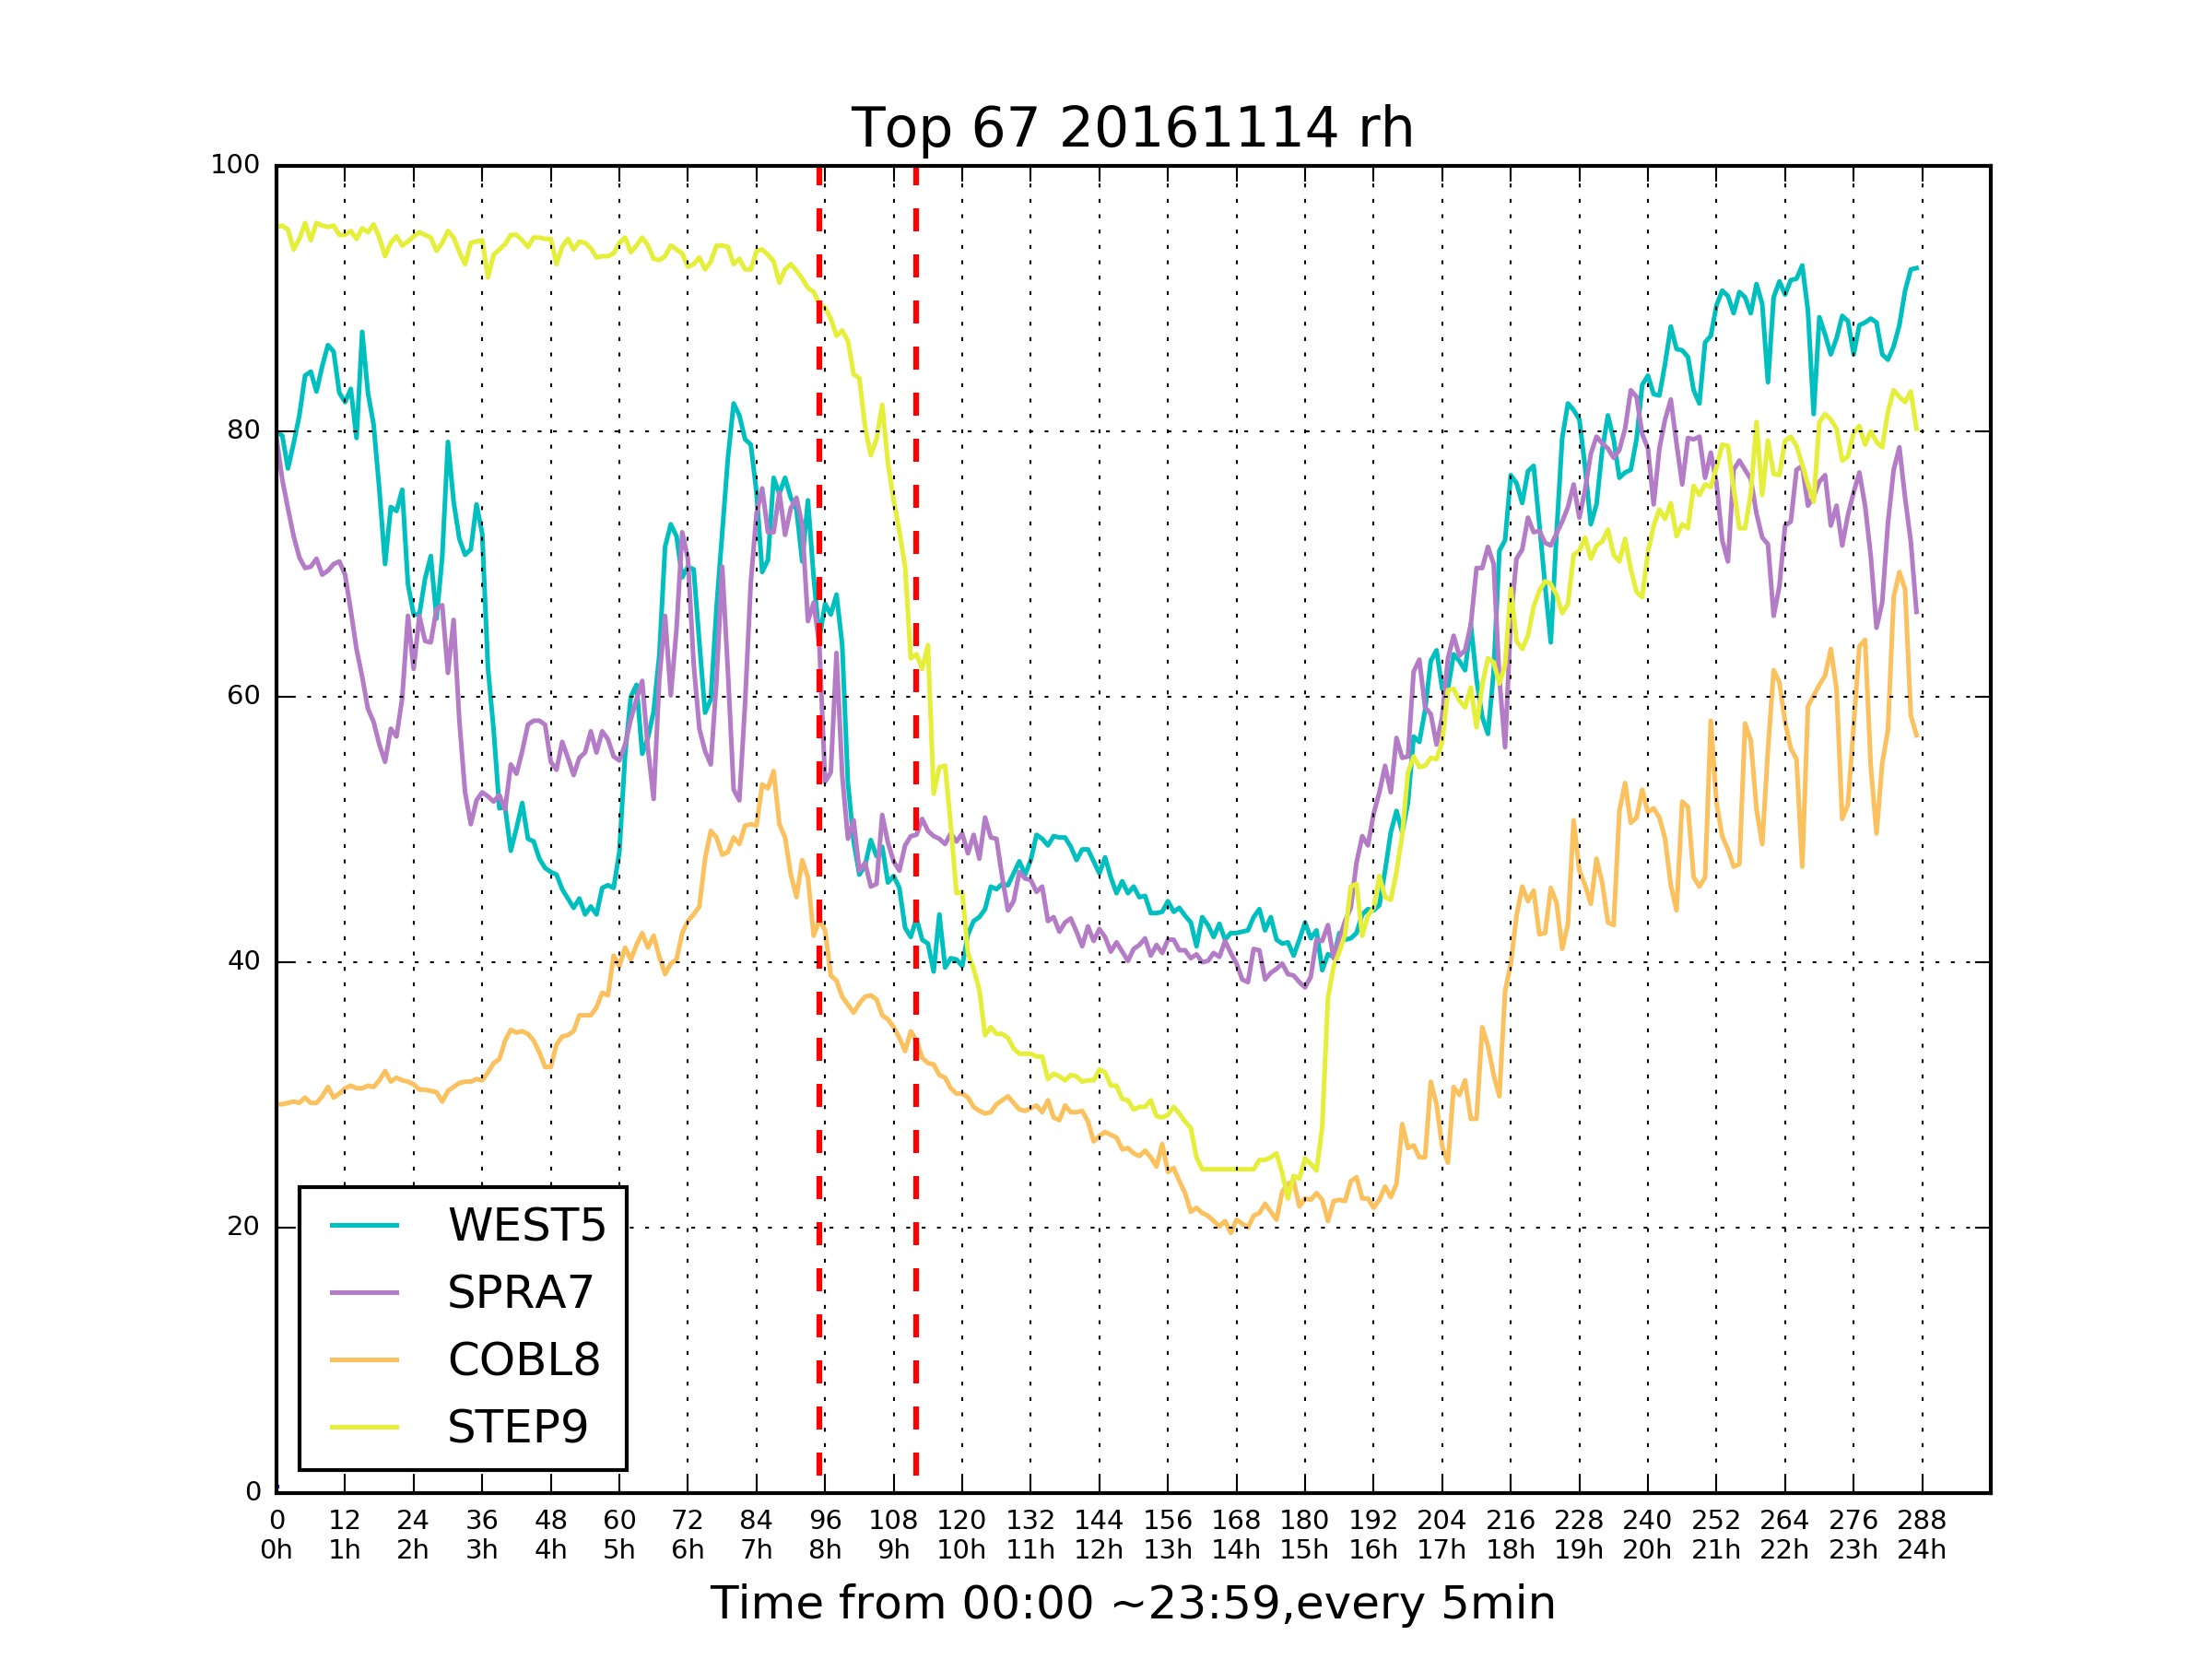 Top 67 20161114 rh
100
80
60
40
20
0
WEST5
SPRA7
COBL8
STEP9
0 12 24 36 48 60 72 84 96 108 120 132 144 156 168 180 192 204 216 228 240 252 264 276 288
0h 1h 2h 3h 4h 5h 6h 7h 8h 9h 10h 11h 12h 13h 14h 15h 16h 17h 18h 19h 20h 21h 22h 23h 24h
Time from 00:00 ~23:59,every 5min